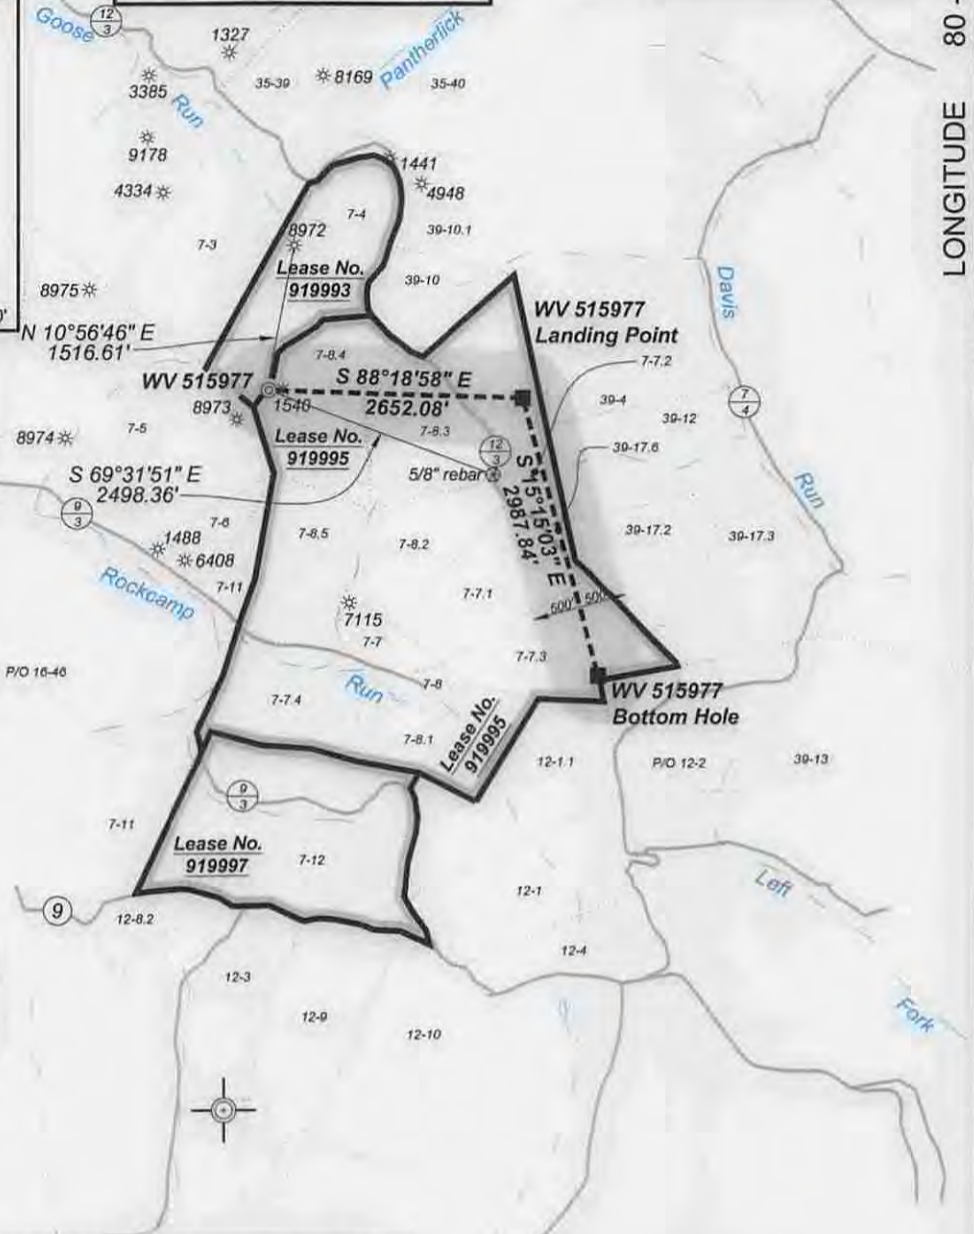 12
3
Goose
1327
Pantherlick
80 -
3385
35-39
8169
35-40
Run
9178
1441
4334
4948
7-4
8972
39-10.1
7-3
LONGITUDE
Lease No.
919993
39-10
8975
0'
N 10°56'46" E
1516.61'
WV 515977
Landing Point
Davis
7-8.4
7-7.2
WV 515977
S 88°18'58" E
2652.08'
1540
8973
39-4
39-12
7
4
8974
7-5
Lease No.
919995
7-8.3
12
3
39-17.6
S 69°31'51" E
2498.36'
5/8" rebar
S 15°15'03" E
2987.84'
Run
9
3
7-6
1488
6408
7-8.5
7-8.2
39-17.2
39-17.3
Rockcamp
7-11
7115
7-7.1
500'
500'
7-7
7-7.3
P/O 16-46
Run
7-8
7-7.4
WV 515977
Bottom Hole
Lease No.
919995
7-8.1
12-1.1
P/O 12-2
39-13
9
3
7-11
Lease No.
919997
7-12
Left
12-1
9
12-8.2
12-4
12-3
12-9
12-10
Fork